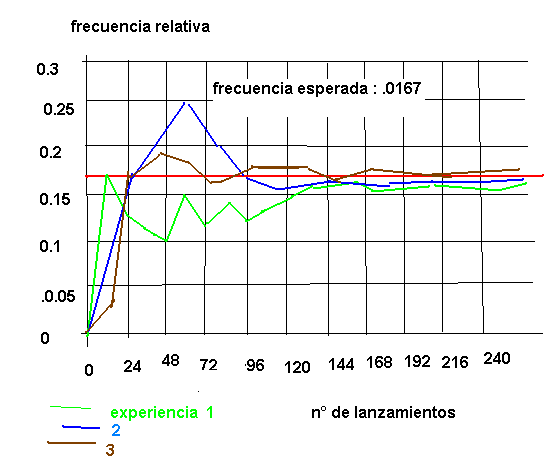 frecuencia relativa
0.3
frecuencia esperada : .0167
0.25
0.2
0.15
0.1
.0.05
0
0 24 48 72 96 120 144 168 192 216 240
experiencia 1
n° de lanzamientos
2
3